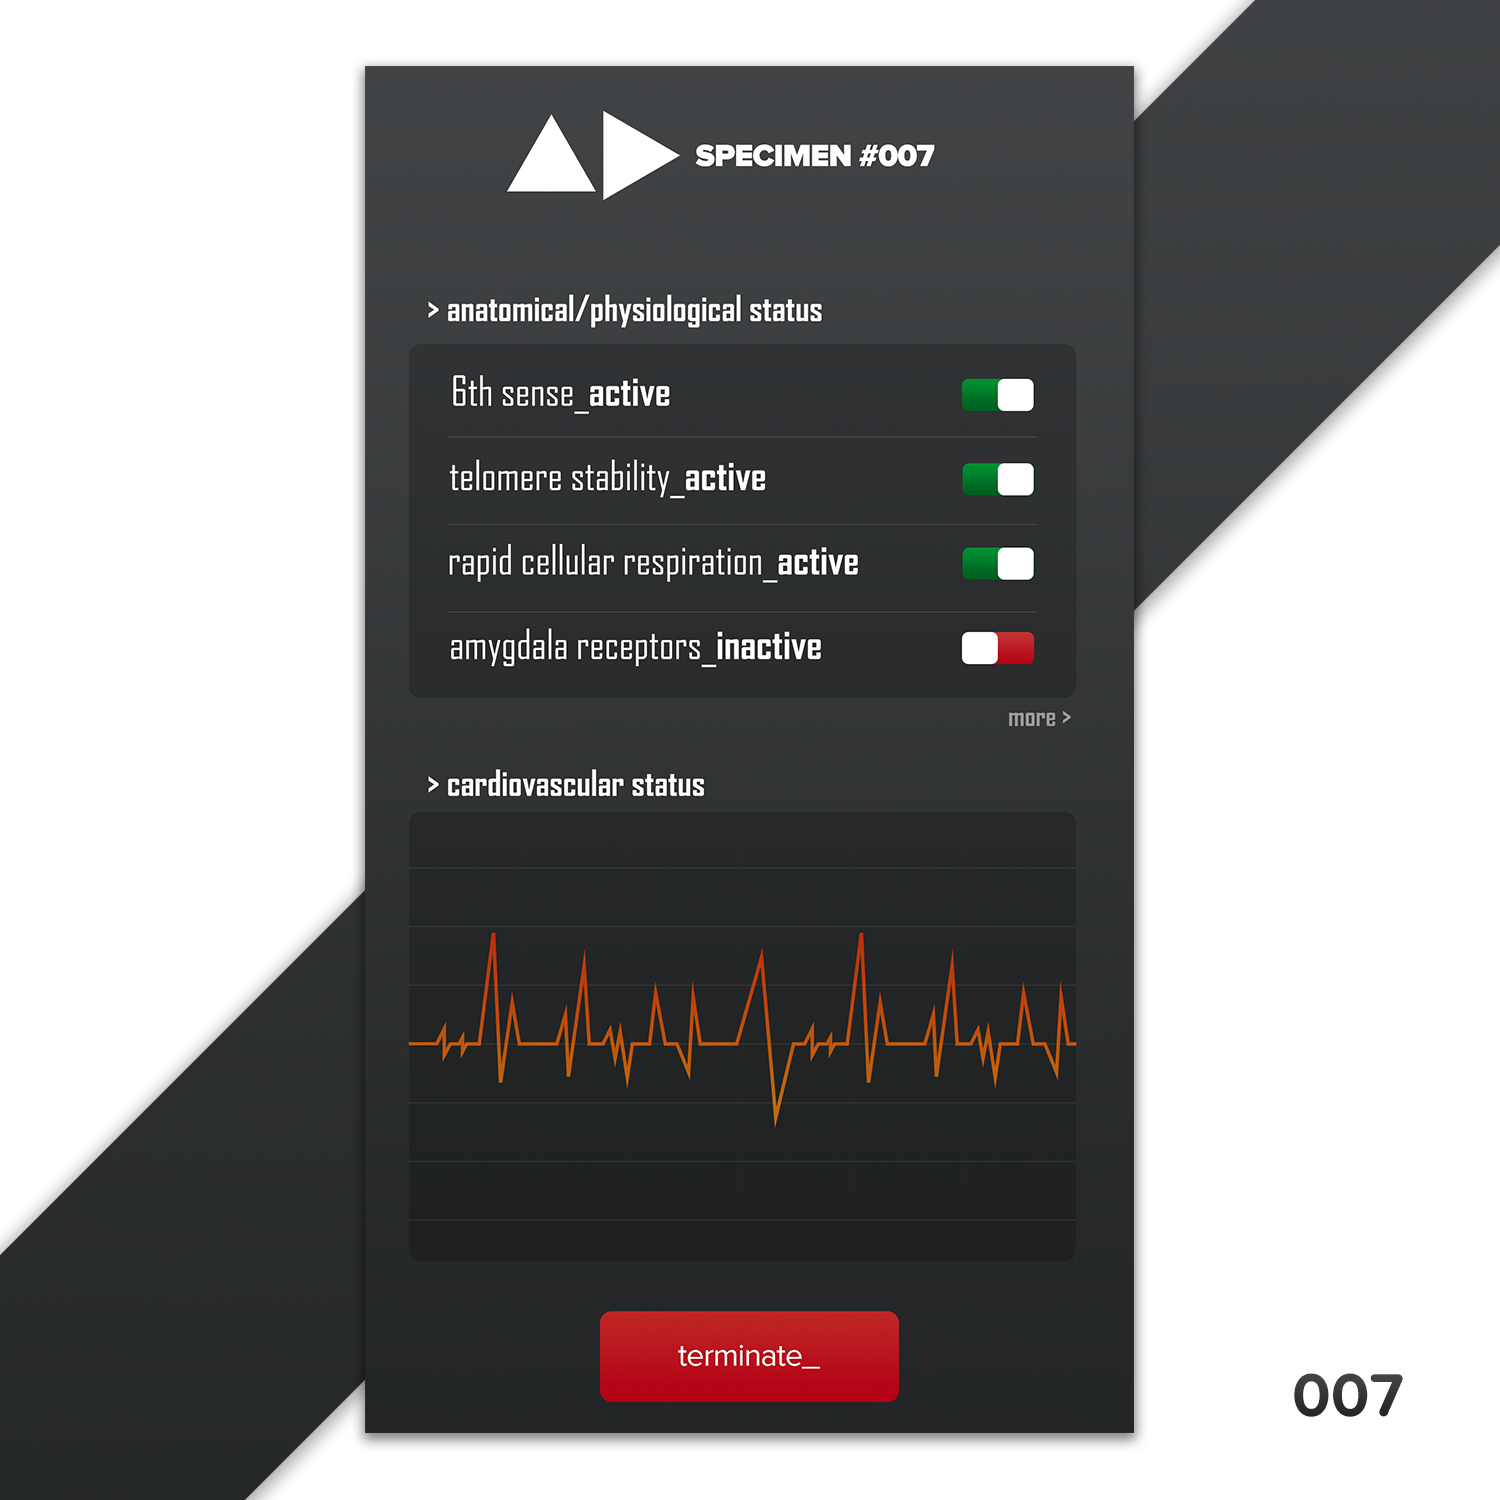 SPECIMEN #007
> anatomical/physiological status
6th sense_active
telomere stability_active
rapid cellular respiration_active
amygdala receptors_inactive
more >
> cardiovascular status
terminate_
007